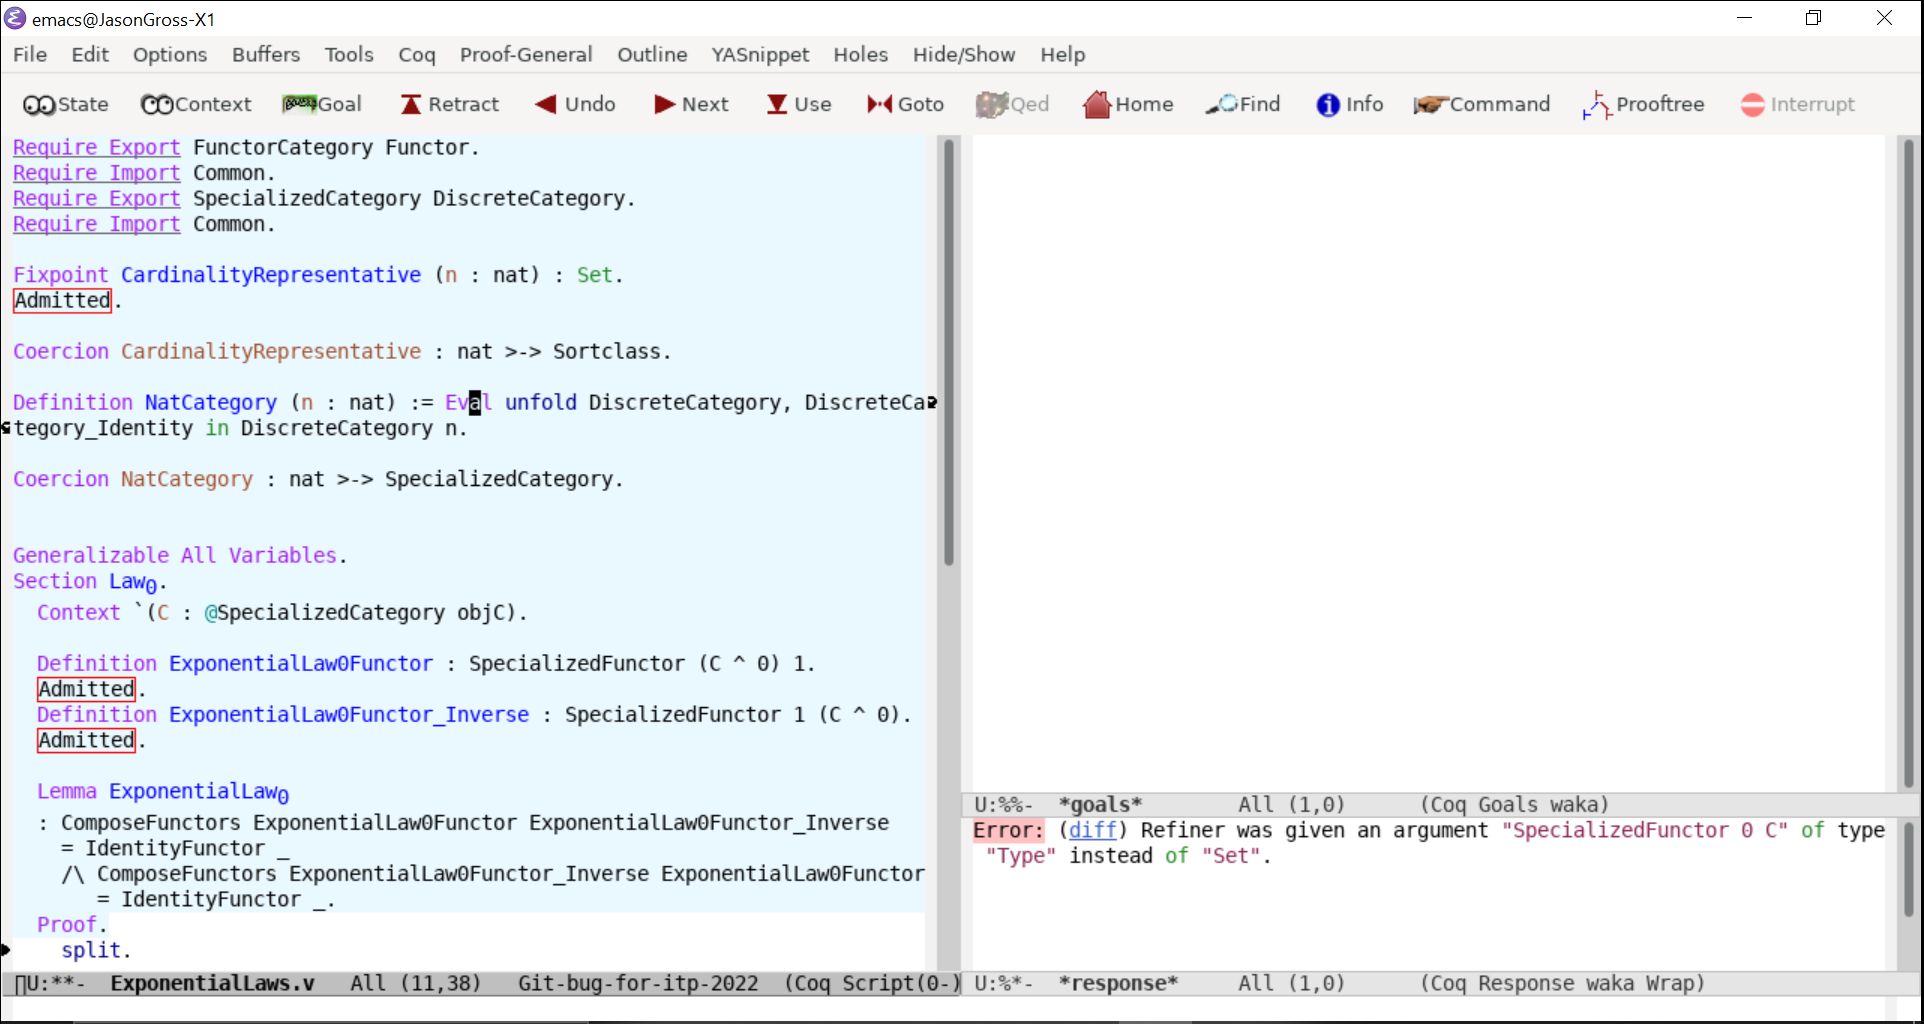 emacs@JasonGross-X1
File Edit Options Buffers Tools Coq Proof-General Outline YASnippet Holes Hide/Show Help
State Context Goal Retract Undo Next Use Goto Qed Home Find Info Command Prooftree Interrupt
Require Export FunctorCategory Functor.
Require Import Common.
Require Export SpecializedCategory DiscreteCategory.
Require Import Common.
Fixpoint CardinalityRepresentative (n : nat) : Set.
Admitted.
Coercion CardinalityRepresentative : nat >-> Sortclass.
Definition NatCategory (n : nat) := Eval unfold DiscreteCategory, DiscreteCa
tegory_Identity in DiscreteCategory n.
Coercion NatCategory : nat >-> SpecializedCategory.
Generalizable All Variables.
Section Law₀.
Context `(C : @SpecializedCategory objC).
Definition ExponentialLaw0Functor : SpecializedFunctor (C ^ 0) 1.
Admitted.
Definition ExponentialLaw0Functor_Inverse : SpecializedFunctor 1 (C ^ 0).
Admitted.
Lemma ExponentialLaw₀
: ComposeFunctors ExponentialLaw0Functor ExponentialLaw0Functor_Inverse
= IdentityFunctor _
/\ ComposeFunctors ExponentialLaw0Functor_Inverse ExponentialLaw0Functor
= IdentityFunctor _.
Proof.
split.
U:**- ExponentialLaws.v All (11,38) Git-bug-for-itp-2022 (Coq Script(0-)
U:%%- *goals* All (1,0) (Coq Goals waka)
Error: (diff) Refiner was given an argument "SpecializedFunctor 0 C" of type
"Type" instead of "Set".
U:%*- *response* All (1,0) (Coq Response waka Wrap)